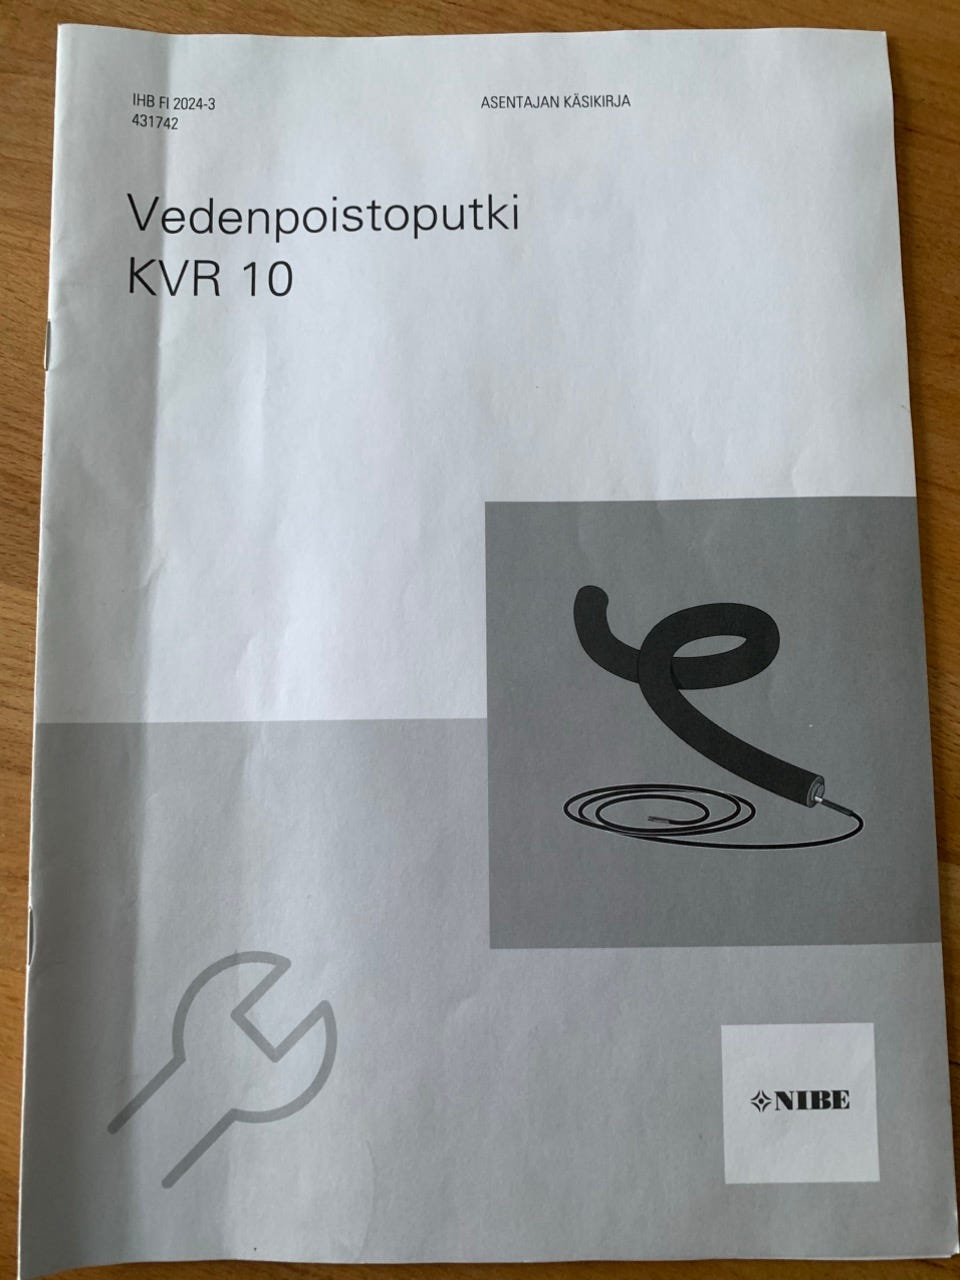 IHB FI 2024-3
431742
ASENTAJAN KÄSIKIRJA
Vedenpoistoputki
KVR 10
NIBE